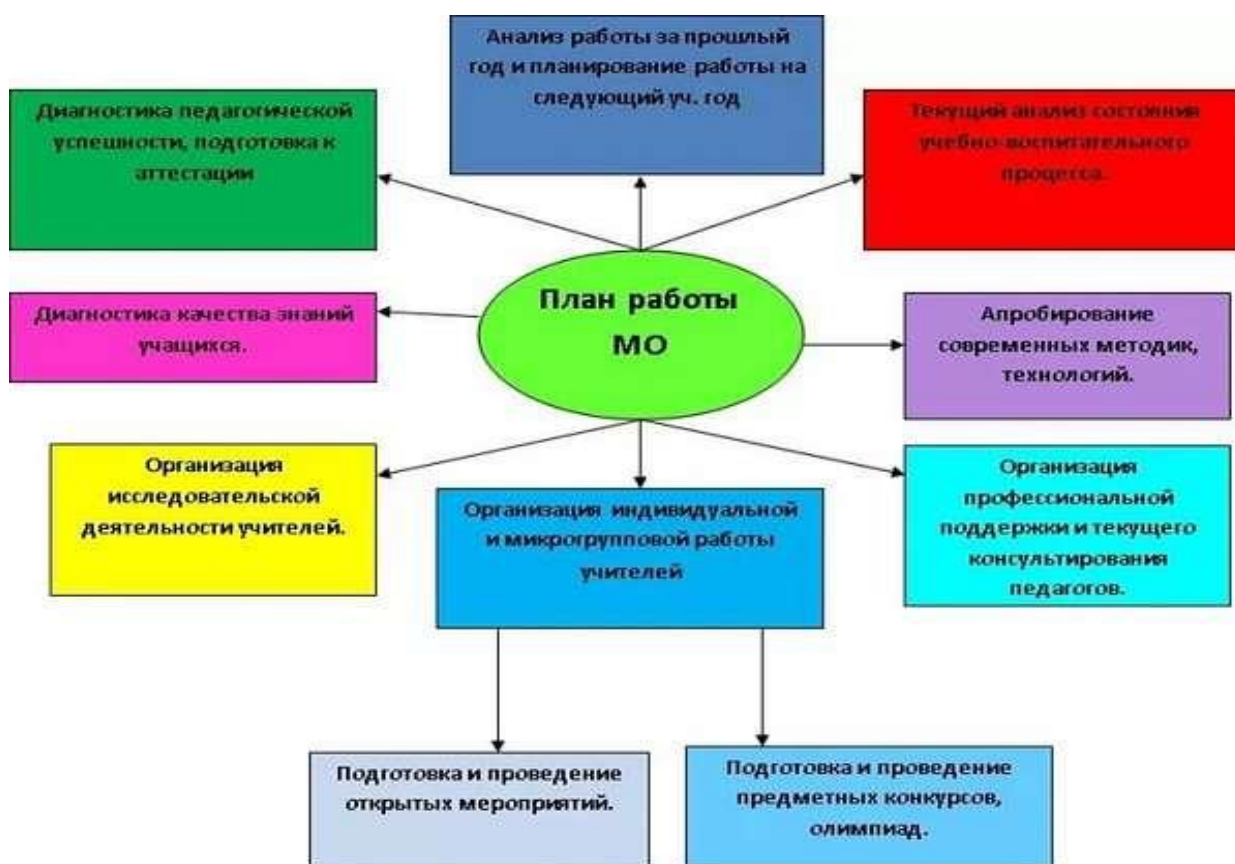 Анализ работы за прошлый
год и планирование работы на
следующий уч. год
Диагностика педагогической
успешности, подготовка к
аттестации
Текущий анализ состояния
учебно-воспитательного
процесса.
План работы
МО
Диагностика качества знаний
учащихся.
Апробирование
современных методик,
технологий.
Организация
исследовательской
деятельности учителей.
Организация индивидуальной
и микрогрупповой работы
учителей
Организация
профессиональной
поддержки и текущего
консультирования
педагогов.
Подготовка и проведение
открытых мероприятий.
Подготовка и проведение
предметных конкурсов,
олимпиад.